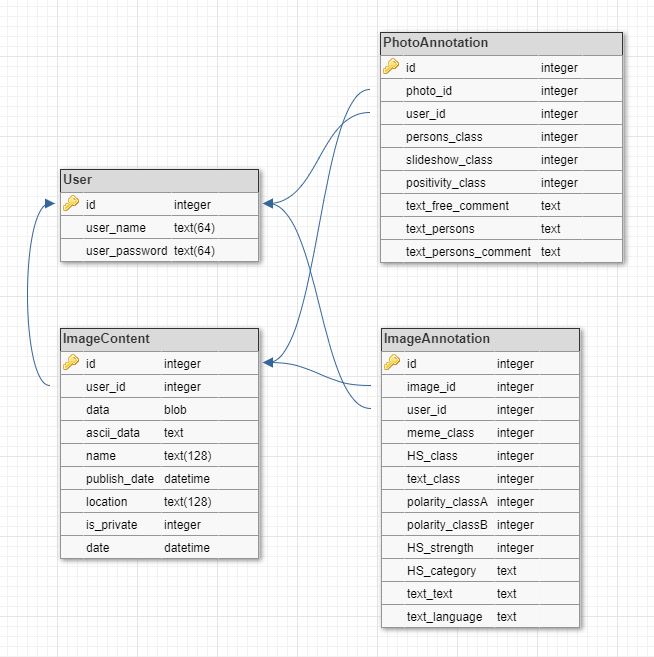 PhotoAnnotation
id integer
photo_id integer
user_id integer
persons_class integer
slideshow_class integer
positivity_class integer
text_free_comment text
text_persons text
text_persons_comment text
User
id integer
user_name text(64)
user_password text(64)
ImageContent
id integer
user_id integer
data blob
ascii_data text
name text(128)
publish_date datetime
location text(128)
is_private integer
date datetime
ImageAnnotation
id integer
image_id integer
user_id integer
meme_class integer
HS_class integer
text_class integer
polarity_classA integer
polarity_classB integer
HS_strength integer
HS_category text
text_text text
text_language text